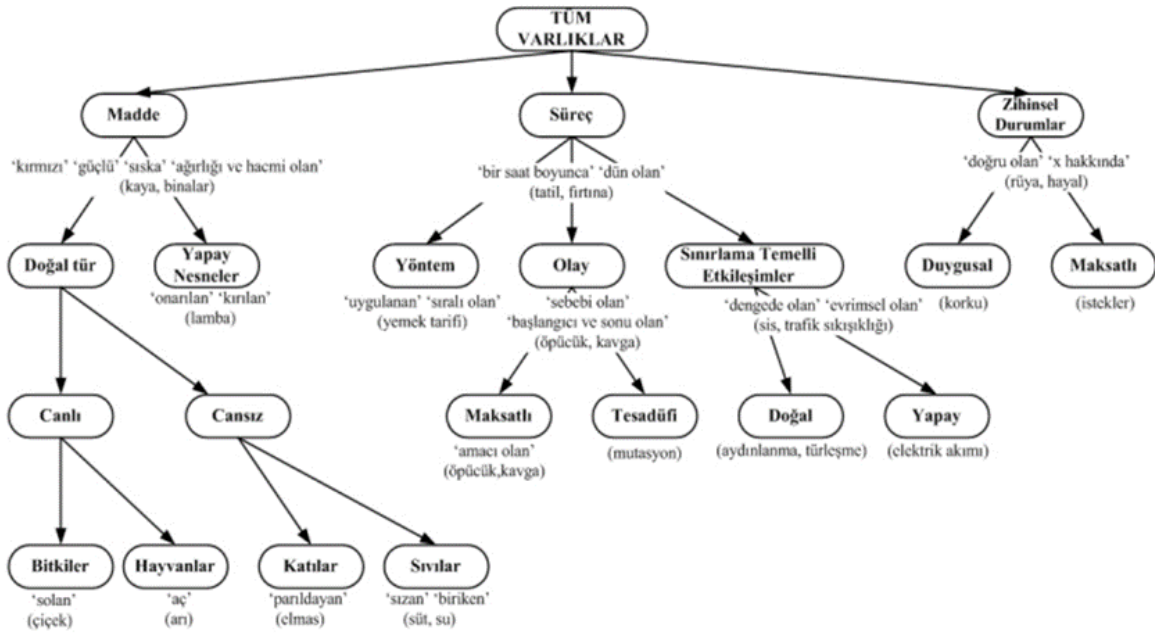 TÜM
VARLIKLAR
Madde
Süreç
Zihinsel
Durumlar
'kırmızı' 'güçlü' 'sıska' 'ağırlığı ve hacmi olan'
(kaya, binalar)
'bir saat boyunca' 'dün olan'
(tatil, fırtına)
'doğru olan' 'x hakkında'
(rüya, hayal)
Doğal tür
Yapay
Nesneler
Yöntem
Olay
Sınırlama Temelli
Etkileşimler
Duygusal
Maksatlı
'onarılan' 'kırılan'
(lamba)
'uygulanan' 'sıralı olan'
(yemek tarifi)
'sebebi olan'
'başlangıcı ve sonu olan'
(öpücük, kavga)
'dengede olan' 'evrimsel olan'
(sis, trafik sıkışıklığı)
(korku)
(istekler)
Canlı
Cansız
Maksatlı
Tesadüfi
Doğal
Yapay
'amacı olan'
(öpücük,kavga)
(mutasyon)
(aydınlanma, türleşme)
(elektrik akımı)
Bitkiler
Hayvanlar
Katılar
Sıvılar
'solan'
(çiçek)
'aç'
(arı)
'parıldayan'
(elmas)
'sızan' 'biriken'
(süt, su)